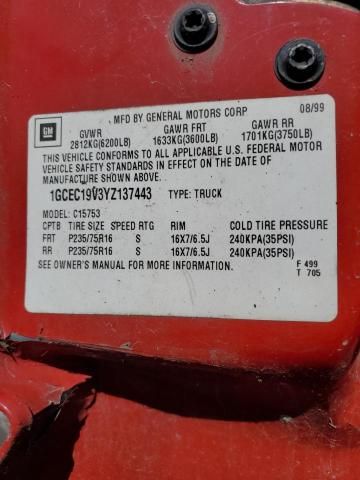 MFD BY GENERAL MOTORS CORP 08/99
GM GVWR GAWR FRT GAWR RR
2812KG(6200LB) 1633KG(3600LB) 1701KG(3750LB)
THIS VEHICLE CONFORMS TO ALL APPLICABLE U.S. FEDERAL MOTOR
VEHICLE SAFETY STANDARDS IN EFFECT ON THE DATE OF
MANUFACTURE SHOWN ABOVE.
1GCEC19V3YZ137443 TYPE: TRUCK
MODEL: C15753
CPTB TIRE SIZE SPEED RTG RIM COLD TIRE PRESSURE
FRT P235/75R16 S 16X7/6.5J 240KPA(35PSI)
RR P235/75R16 S 16X7/6.5J 240KPA(35PSI)
SEE OWNER'S MANUAL FOR MORE INFORMATION. F 499
T 705